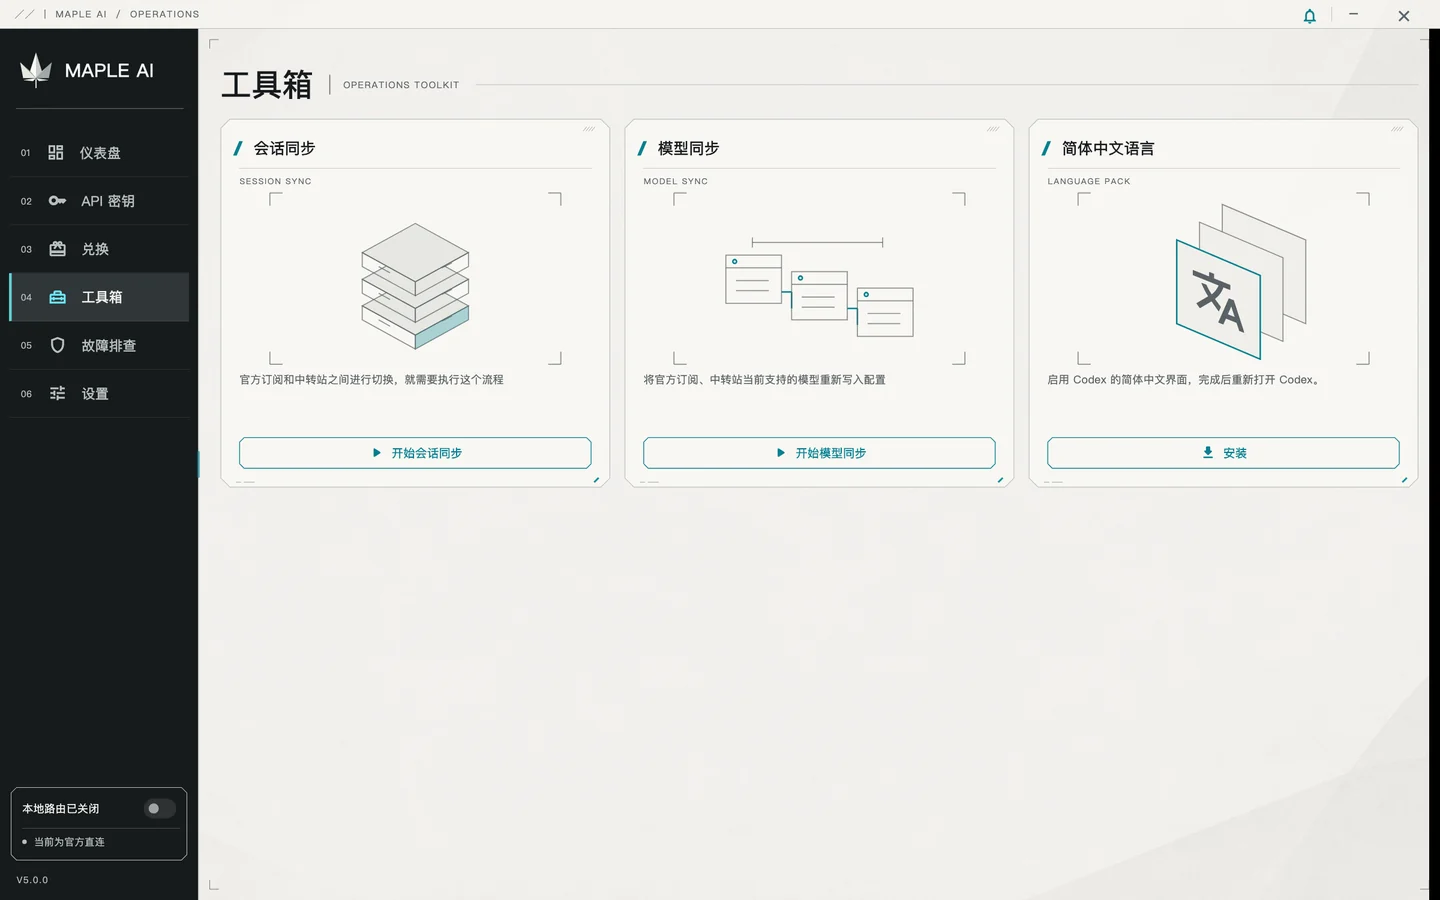 // | MAPLE AI / OPERATIONS
MAPLE AI
01 仪表盘
02 API 密钥
03 兑换
04 工具箱
05 故障排查
06 设置
本地路由已关闭
当前为官方直连
V5.0.0
工具箱 | OPERATIONS TOOLKIT
会话同步
SESSION SYNC
官方订阅和中转站之间进行切换，就需要执行这个流程
开始会话同步
模型同步
MODEL SYNC
将官方订阅、中转站当前支持的模型重新写入配置
开始模型同步
简体中文语言
LANGUAGE PACK
文A
启用 Codex 的简体中文界面，完成后重新打开 Codex。
安装